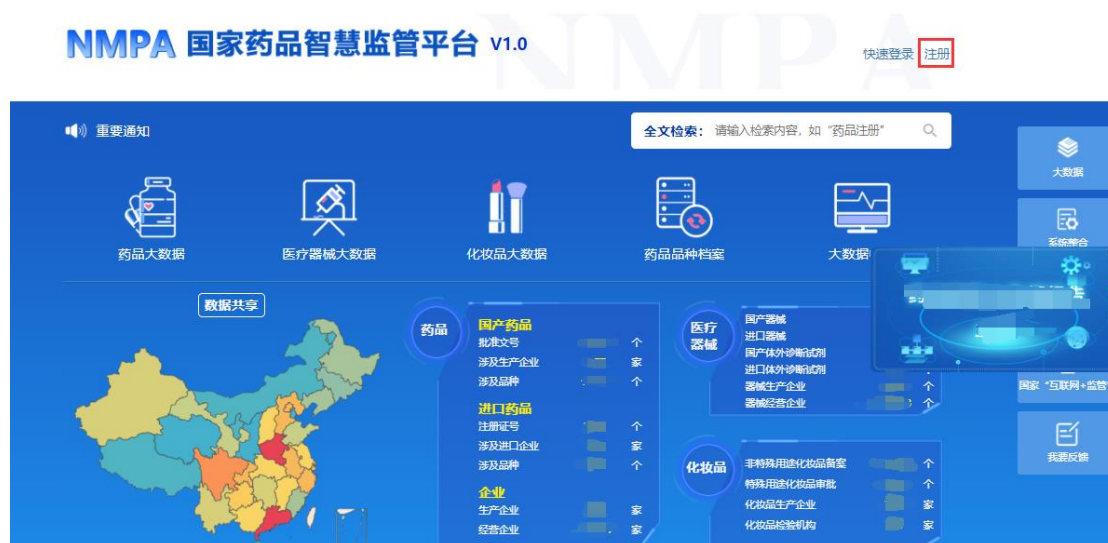 NMPA 国家药品智慧监管平台 V1.0
快速登录 注册
重要通知
全文检索： 请输入检索内容，如 "药品注册"
药品大数据
医疗器械大数据
化妆品大数据
药品品种档案
大数据
大数据
系统整合
国家 "互联网+监管"
我要反馈
数据共享
药品
国产药品
批准文号 个
涉及生产企业 家
涉及品种 个
进口药品
注册证号 个
涉及进口企业 家
涉及品种 个
企业
生产企业 家
经营企业 家
医疗
器械
国产器械
进口器械
国产体外诊断试剂
进口体外诊断试剂 个
器械生产企业 个
器械经营企业 个
化妆品
非特殊用途化妆品备案 个
特殊用途化妆品审批 个
化妆品生产企业 家
化妆品检验机构 家